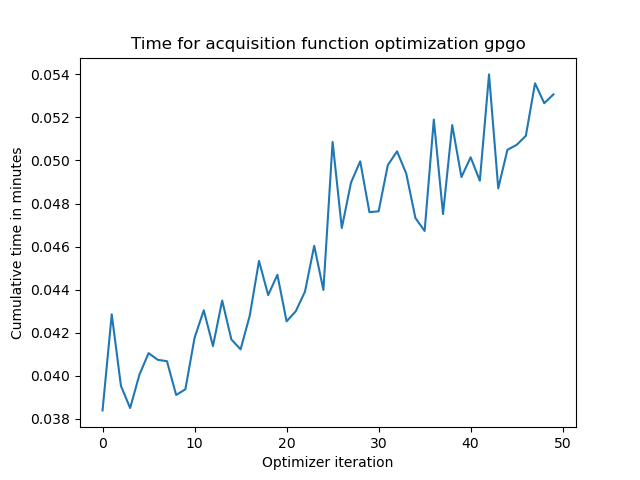 Time for acquisition function optimization gpgo
0.054
0.052
0.050
0.048
0.046
0.044
0.042
0.040
0.038
Cumulative time in minutes
0 10 20 30 40 50
Optimizer iteration